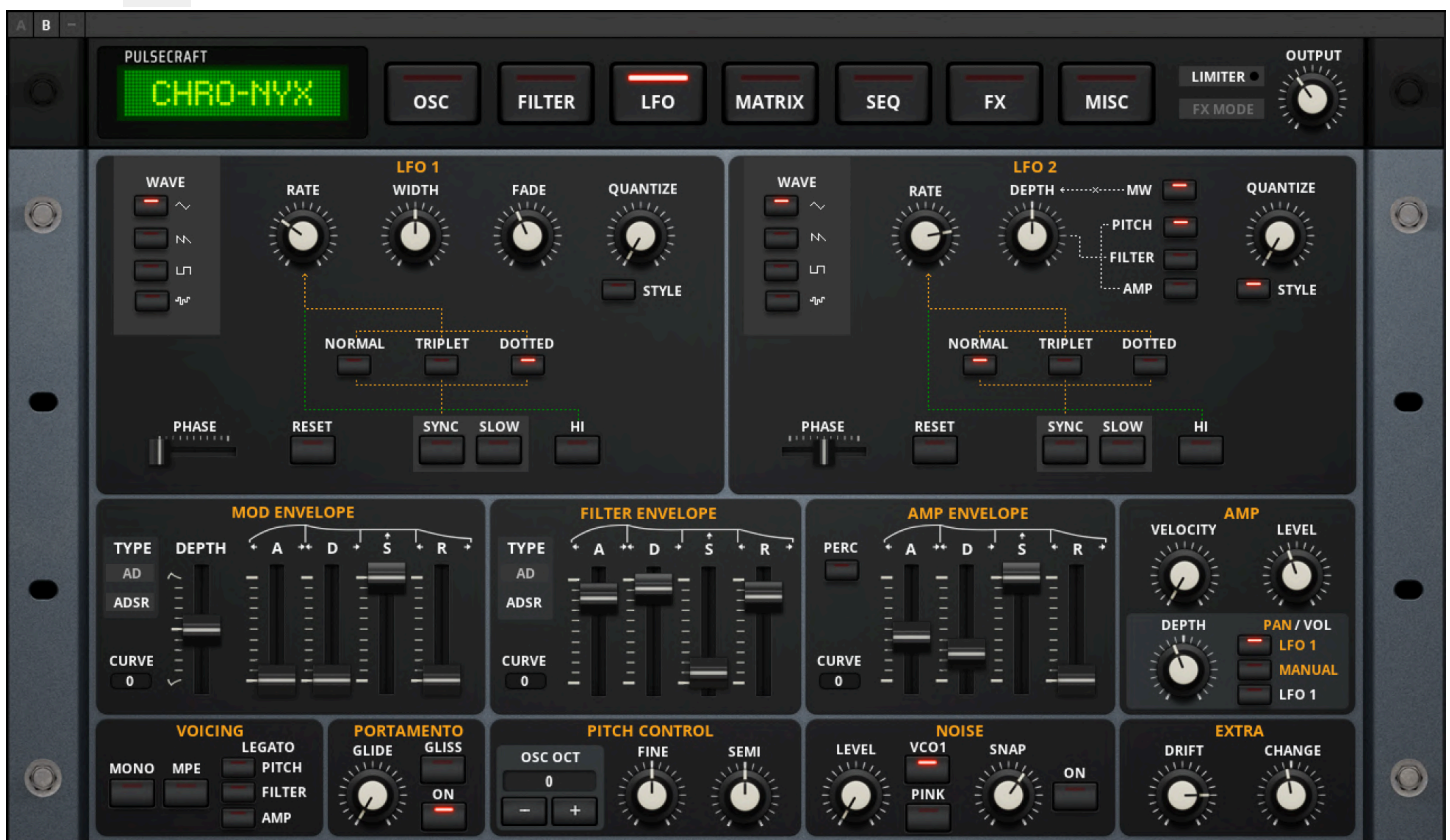 A B -
PULSECRAFT
CHRO-NYX
OSC FILTER LFO MATRIX SEQ FX MISC
LIMITER
FX MODE
OUTPUT
LFO 1
WAVE
RATE WIDTH FADE QUANTIZE
STYLE
NORMAL TRIPLET DOTTED
PHASE RESET SYNC SLOW HI
LFO 2
WAVE
RATE DEPTH MW QUANTIZE
PITCH
FILTER
AMP
STYLE
NORMAL TRIPLET DOTTED
PHASE RESET SYNC SLOW HI
MOD ENVELOPE
TYPE DEPTH A D S R
AD
ADSR
CURVE
0
FILTER ENVELOPE
TYPE A D S R
AD
ADSR
CURVE
0
AMP ENVELOPE
PERC A D S R
CURVE
0
AMP
VELOCITY LEVEL
DEPTH PAN / VOL
LFO 1
MANUAL
LFO 1
VOICING
LEGATO
MONO MPE PITCH
FILTER
AMP
PORTAMENTO
GLIDE GLISS
ON
PITCH CONTROL
OSC OCT FINE SEMI
0
- +
NOISE
LEVEL VCO1 SNAP
ON
PINK
EXTRA
DRIFT CHANGE